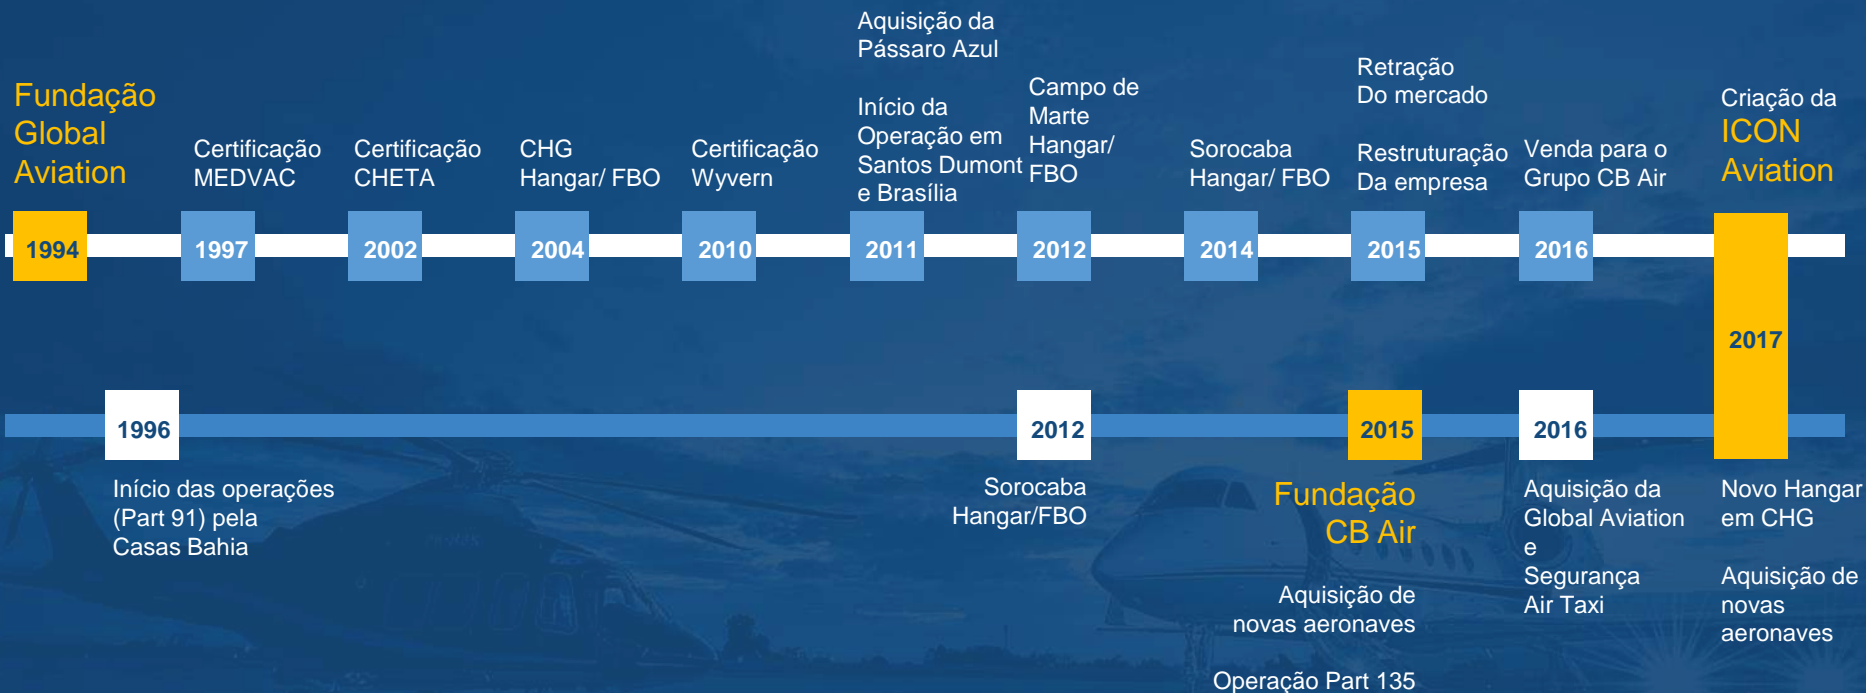 Fundação
Global
Aviation
1994
Certificação
MEDVAC
1997
Certificação
CHETA
2002
CHG
Hangar/ FBO
2004
Certificação
Wyvern
2010
Aquisição da
Pássaro Azul
Início da
Operação em
Santos Dumont
e Brasília
2011
Campo de
Marte
Hangar/
FBO
2012
Sorocaba
Hangar/ FBO
2014
Retração
Do mercado
Restruturação
Da empresa
2015
Venda para o
Grupo CB Air
2016
Criação da
ICON
Aviation
2017
1996
Início das operações
(Part 91) pela
Casas Bahia
2012
Sorocaba
Hangar/FBO
2015
Fundação
CB Air
Aquisição de
novas aeronaves
Operação Part 135
2016
Aquisição da
Global Aviation
e
Segurança
Air Taxi
Novo Hangar
em CHG
Aquisição de
novas
aeronaves